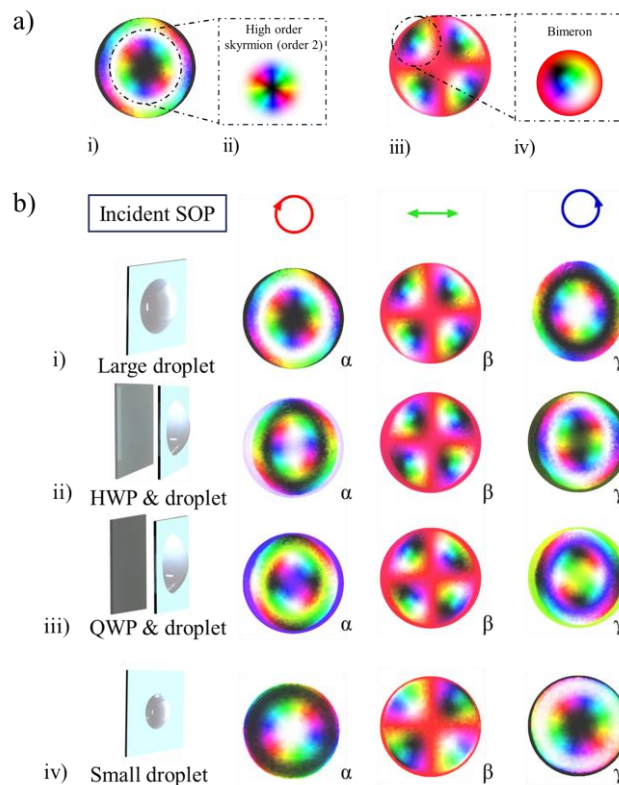 a)
High order
skyrmion (order 2)
Bimeron
i)
ii)
iii)
iv)
b)
Incident SOP
i)
Large droplet
α
β
γ
ii)
HWP & droplet
α
β
γ
iii)
QWP & droplet
α
β
γ
iv)
Small droplet
α
β
γ